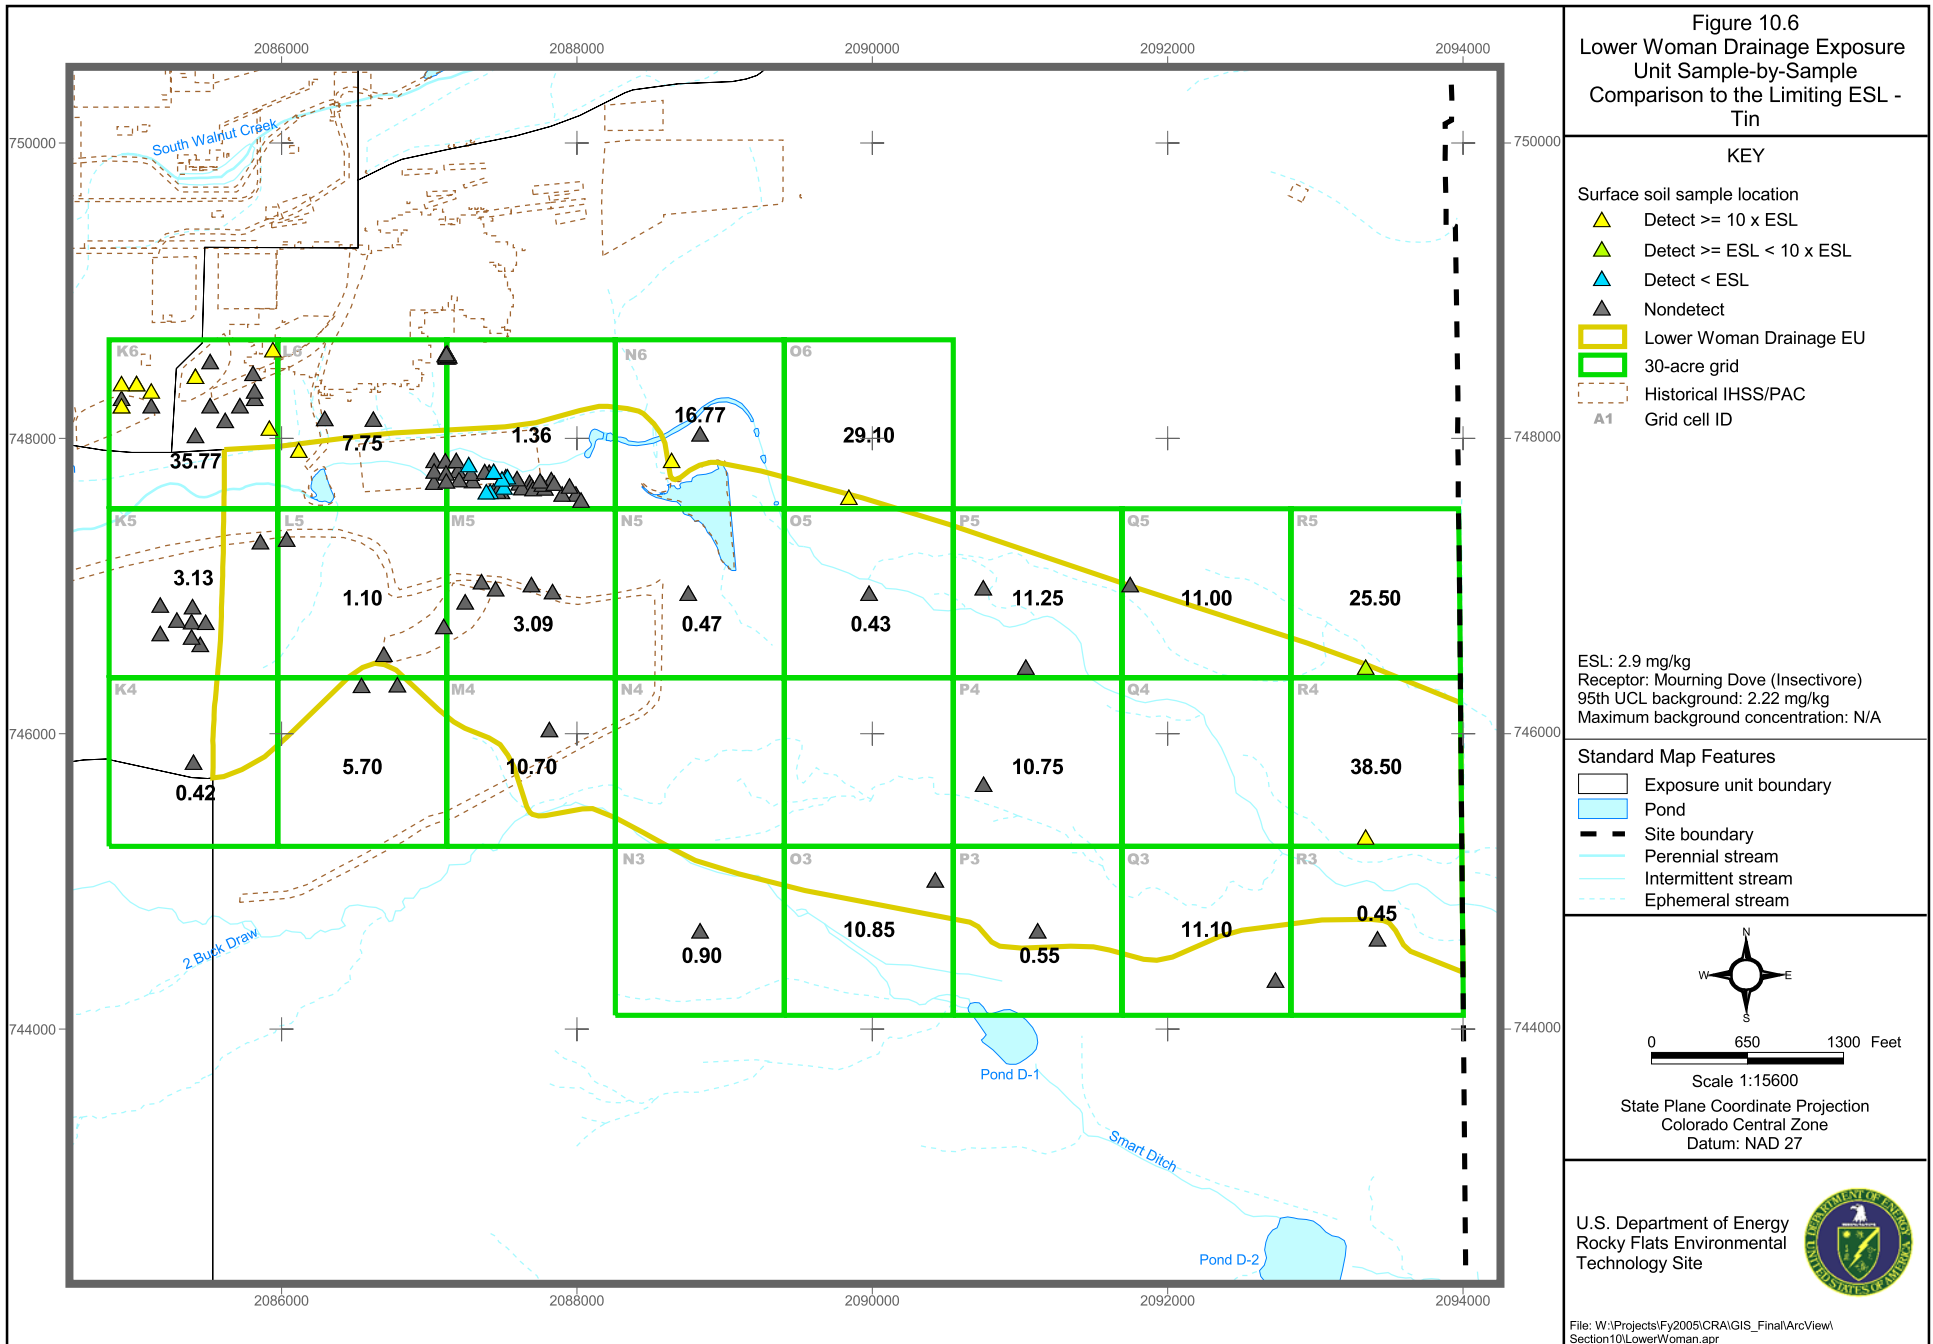 Figure 10.6
Lower Woman Drainage Exposure
Unit Sample-by-Sample
Comparison to the Limiting ESL -
Tin
KEY
Surface soil sample location
Detect >= 10 x ESL
Detect >= ESL < 10 x ESL
Detect < ESL
Nondetect
Lower Woman Drainage EU
30-acre grid
Historical IHSS/PAC
A1 Grid cell ID
ESL: 2.9 mg/kg
Receptor: Mourning Dove (Insectivore)
95th UCL background: 2.22 mg/kg
Maximum background concentration: N/A
Standard Map Features
Exposure unit boundary
Pond
Site boundary
Perennial stream
Intermittent stream
Ephemeral stream
N
W E
S
0 650 1300 Feet
Scale 1:15600
State Plane Coordinate Projection
Colorado Central Zone
Datum: NAD 27
U.S. Department of Energy
Rocky Flats Environmental
Technology Site
DEPARTMENT OF ENERGY
UNITED STATES OF AMERICA
File: W:\Projects\Fy2005\CRA\GIS_Final\ArcView\
Section10\LowerWoman.apr
2086000 2088000 2090000 2092000 2094000
750000 750000
South Walnut Creek
K6 L6 N6 O6
16.77
748000 748000
35.77 7.75 1.36 29.10
K5 L5 M5 N5 O5 P5 Q5 R5
3.13 1.10 3.09 0.47 0.43 11.25 11.00 25.50
K4 M4 N4 P4 Q4 R4
746000 746000
0.42 5.70 10.70 10.75 38.50
N3 O3 P3 Q3 R3
0.90 10.85 0.55 11.10 0.45
2 Buck Draw
744000 744000
Pond D-1
Smart Ditch
Pond D-2
2086000 2088000 2090000 2092000 2094000